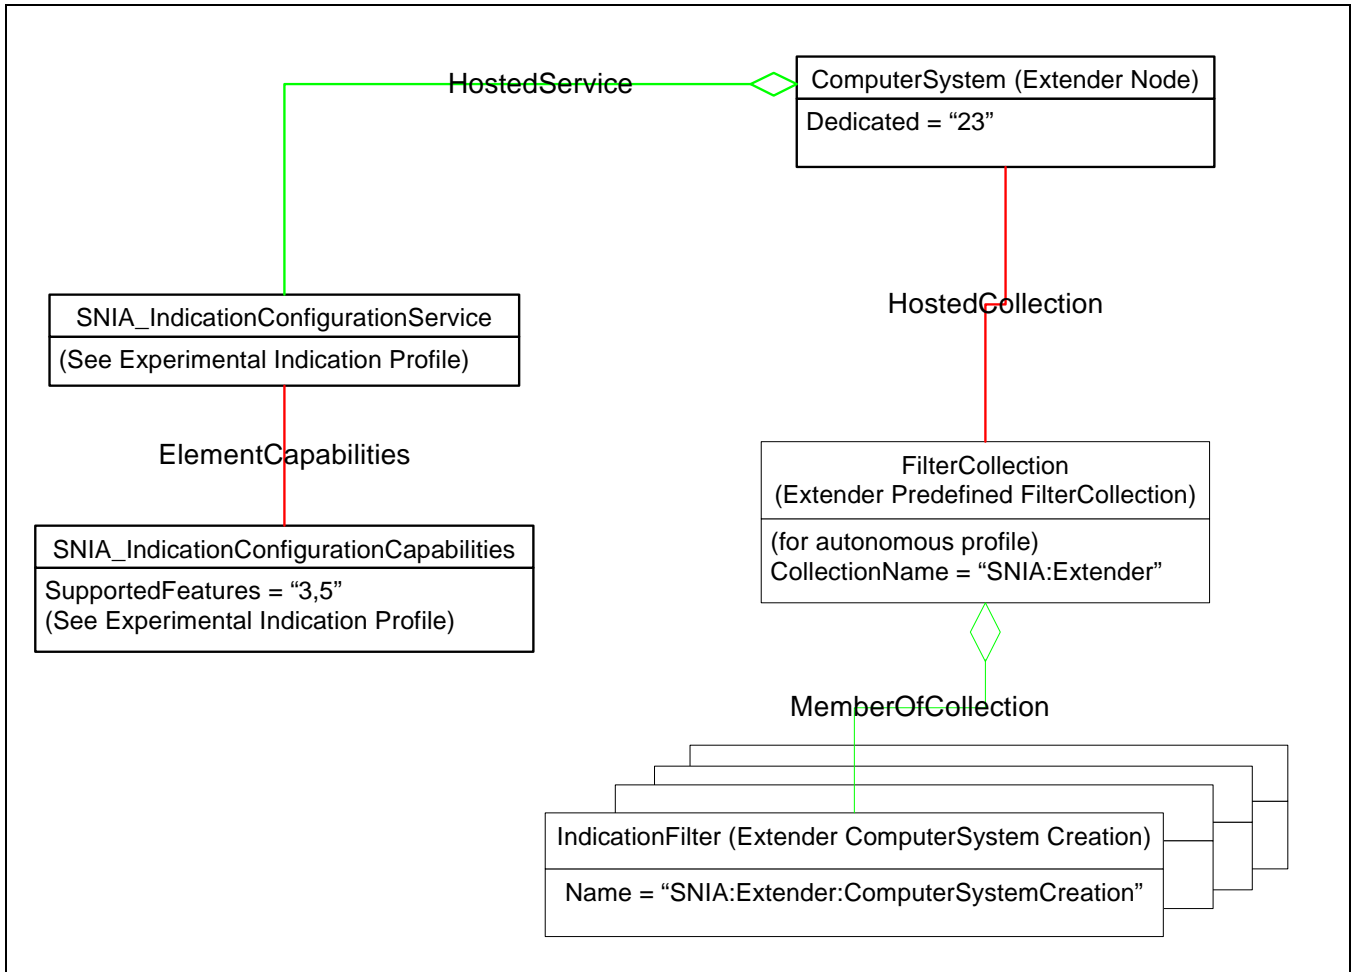 HostedService
ComputerSystem (Extender Node)
Dedicated = “23”
SNIA_IndicationConfigurationService
(See Experimental Indication Profile)
HostedCollection
ElementCapabilities
FilterCollection
(Extender Predefined FilterCollection)
(for autonomous profile)
CollectionName = “SNIA:Extender”
SNIA_IndicationConfigurationCapabilities
SupportedFeatures = “3,5”
(See Experimental Indication Profile)
MemberOfCollection
IndicationFilter (Extender ComputerSystem Creation)
Name = “SNIA:Extender:ComputerSystemCreation”